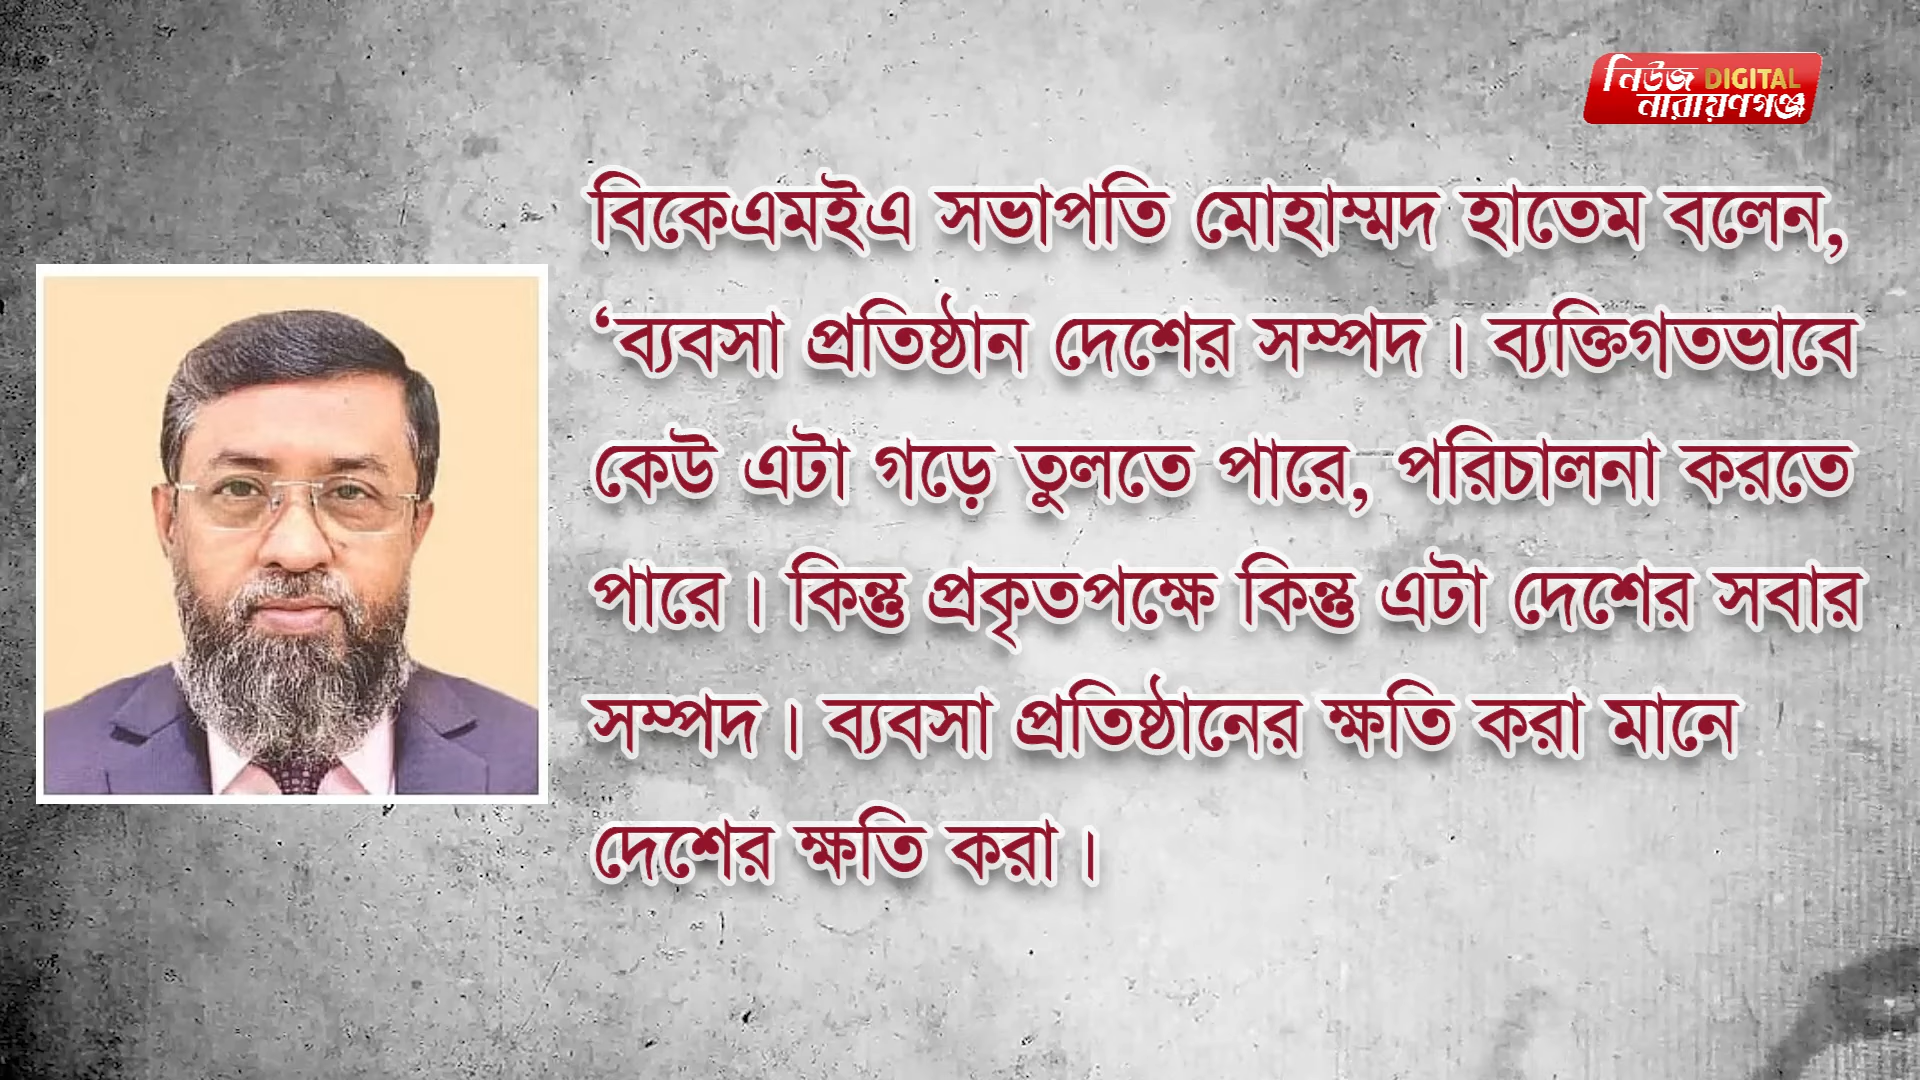 নিউজ DIGITAL
নারায়ণগঞ্জ
বিকেএমইএ সভাপতি মোহাম্মদ হাতেম বলেন,
‘ব্যবসা প্রতিষ্ঠান দেশের সম্পদ। ব্যক্তিগতভাবে
কেউ এটা গড়ে তুলতে পারে, পরিচালনা করতে
পারে। কিন্তু প্রকৃতপক্ষে কিন্তু এটা দেশের সবার
সম্পদ। ব্যবসা প্রতিষ্ঠানের ক্ষতি করা মানে
দেশের ক্ষতি করা।